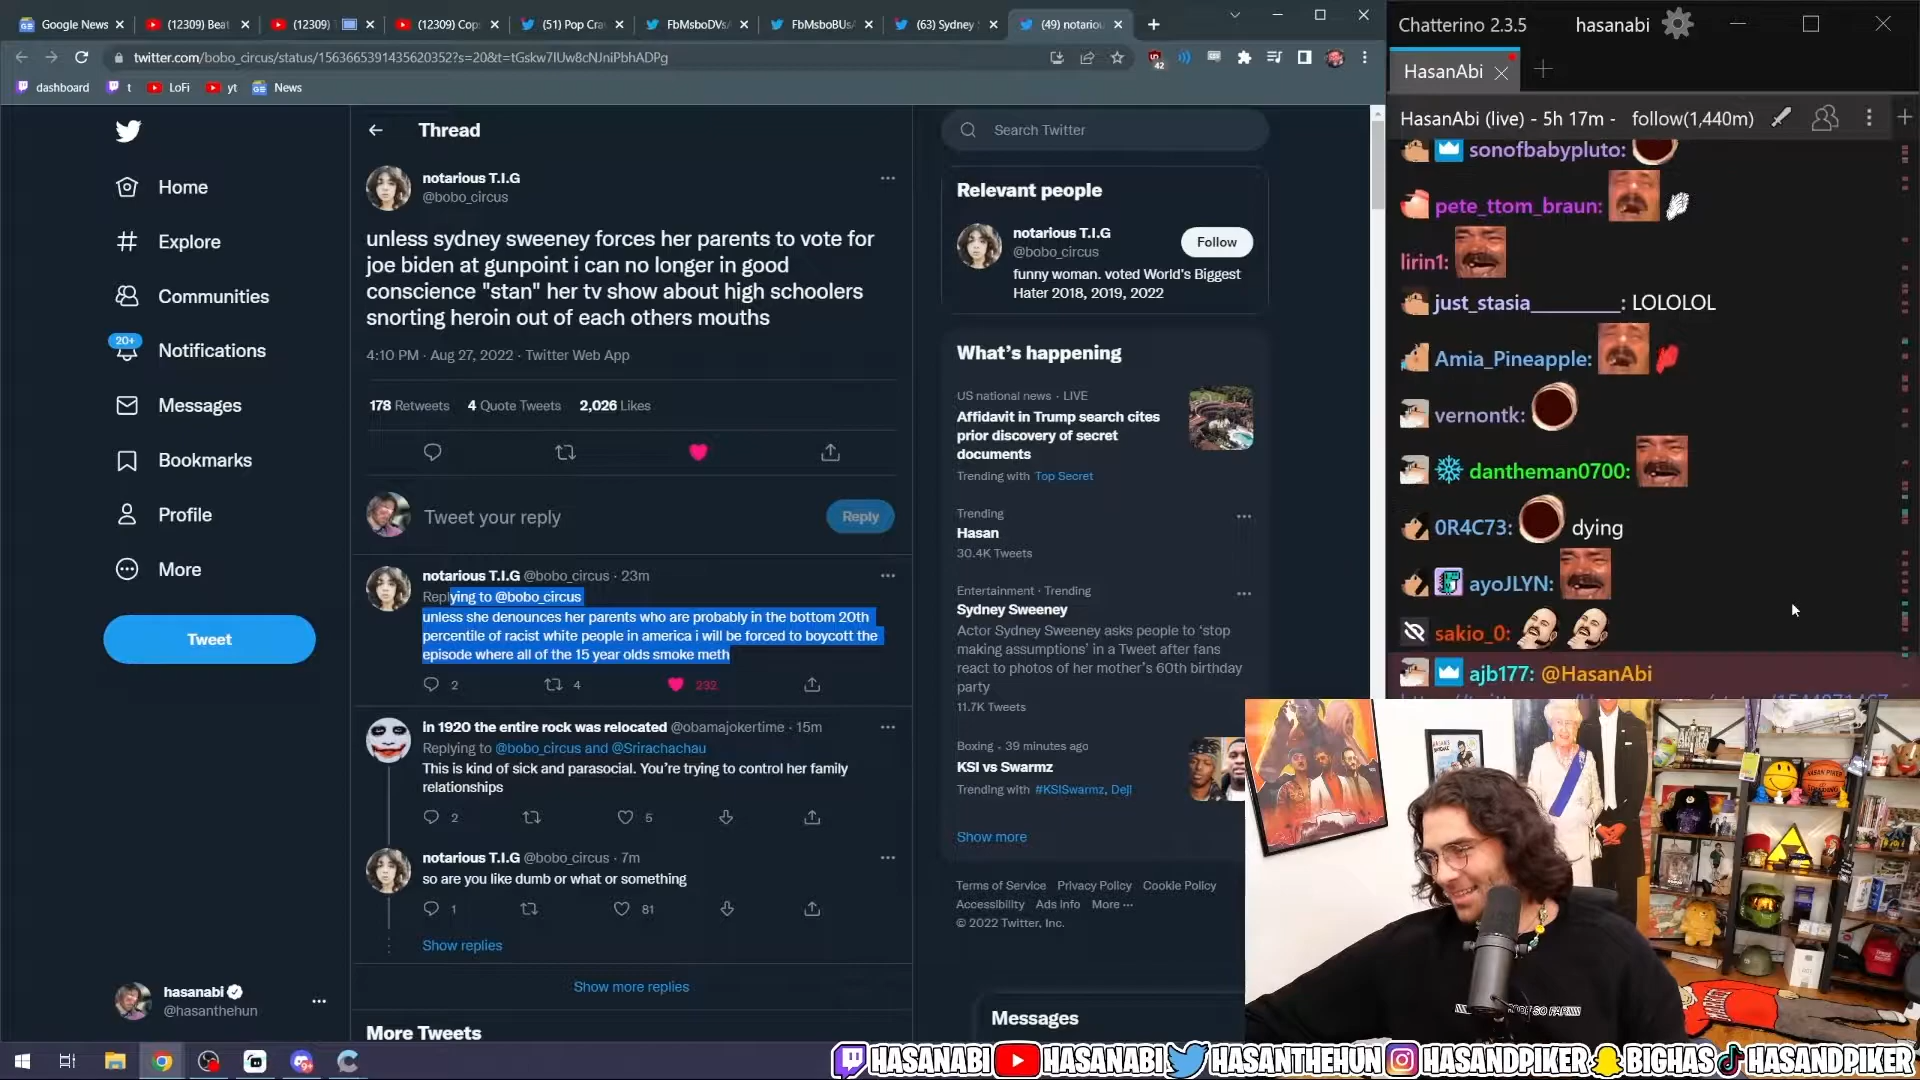 Google News
(12309) Beat
(12309)
(12309) Cop
(51) Pop Cra
FbMsboDVs
FbMsboBUs
(63) Sydney
(49) notariou
twitter.com/bobo_circus/status/1563665391435620352?s=20&t=tGskw7lUw8cNJniPbhADPg
42
dashboard
t
LoFi
yt
News
Home
Explore
Communities
20+
Notifications
Messages
Bookmarks
Profile
More
Tweet
hasanabi
@hasanthehun
Thread
notarious T.I.G
@bobo_circus
unless sydney sweeney forces her parents to vote for
joe biden at gunpoint i can no longer in good
conscience "stan" her tv show about high schoolers
snorting heroin out of each others mouths
4:10 PM · Aug 27, 2022 · Twitter Web App
178 Retweets 4 Quote Tweets 2,026 Likes
Tweet your reply
Reply
notarious T.I.G @bobo_circus · 23m
Replying to @bobo_circus
unless she denounces her parents who are probably in the bottom 20th
percentile of racist white people in america i will be forced to boycott the
episode where all of the 15 year olds smoke meth
2 4 232
in 1920 the entire rock was relocated @obamajokertime · 15m
Replying to @bobo_circus and @Srirachachau
This is kind of sick and parasocial. You're trying to control her family
relationships
2 5
notarious T.I.G @bobo_circus · 7m
so are you like dumb or what or something
1 81
Show replies
Show more replies
More Tweets
Search Twitter
Relevant people
notarious T.I.G
@bobo_circus
Follow
funny woman. voted World's Biggest
Hater 2018, 2019, 2022
What's happening
US national news · LIVE
Affidavit in Trump search cites
prior discovery of secret
documents
Trending with Top Secret
Trending
Hasan
30.4K Tweets
Entertainment · Trending
Sydney Sweeney
Actor Sydney Sweeney asks people to 'stop
making assumptions' in a Tweet after fans
react to photos of her mother's 60th birthday
party
11.7K Tweets
Boxing · 39 minutes ago
KSI vs Swarmz
Trending with #KSISwarmz, Deji
Show more
Terms of Service Privacy Policy Cookie Policy
Accessibility Ads info More ···
© 2022 Twitter, Inc.
Messages
Chatterino 2.3.5
hasanabi
HasanAbi
HasanAbi (live) - 5h 17m - follow(1,440m)
sonofbabypluto:
pete_ttom_braun:
lirin1:
just_stasia_________: LOLOLOL
Amia_Pineapple:
vernontk:
dantheman0700:
0R4C73: dying
ayoJLYN:
sakio_0:
ajb177: @HasanAbi
HASANABI HASANABI HASANTHEHUN HASANDPIKER BIGHAS HASANDPIKER